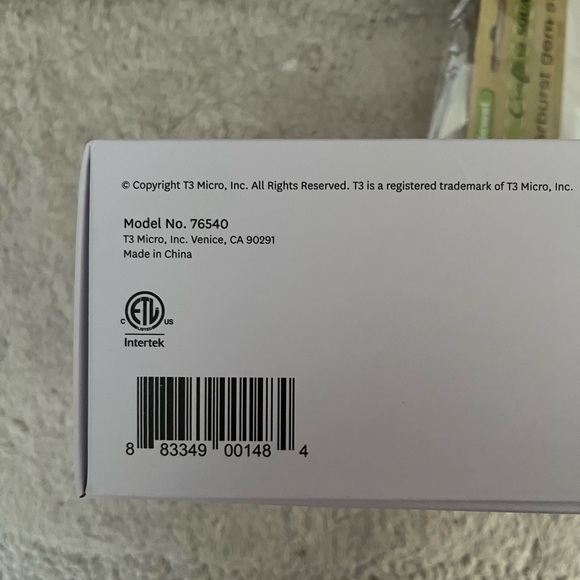 © Copyright T3 Micro, Inc. All Rights Reserved. T3 is a registered trademark of T3 Micro, Inc.
Model No. 76540
T3 Micro, Inc. Venice, CA 90291
Made in China
C ETL US
LISTED
Intertek
8 83349 00148 4